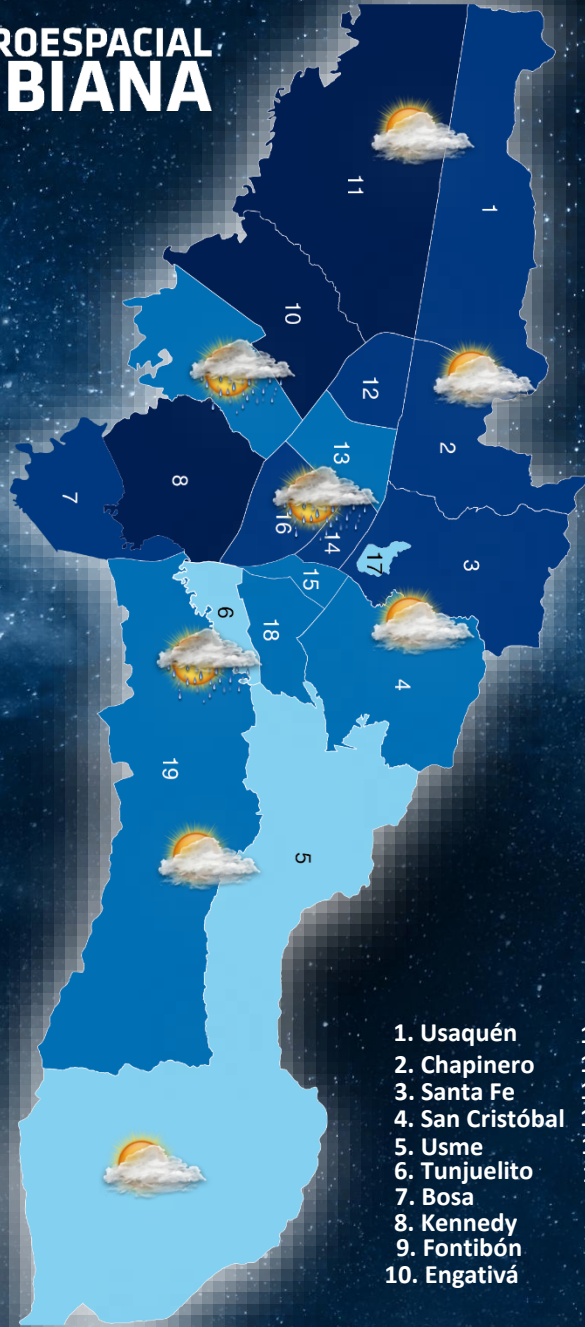 ROESPACIAL
BIANA
11
1
10
12
2
13
8
7
16
14
17
3
15
6
18
4
19
5
1. Usaquén
2. Chapinero
3. Santa Fe
4. San Cristóbal
5. Usme
6. Tunjuelito
7. Bosa
8. Kennedy
9. Fontibón
10. Engativá